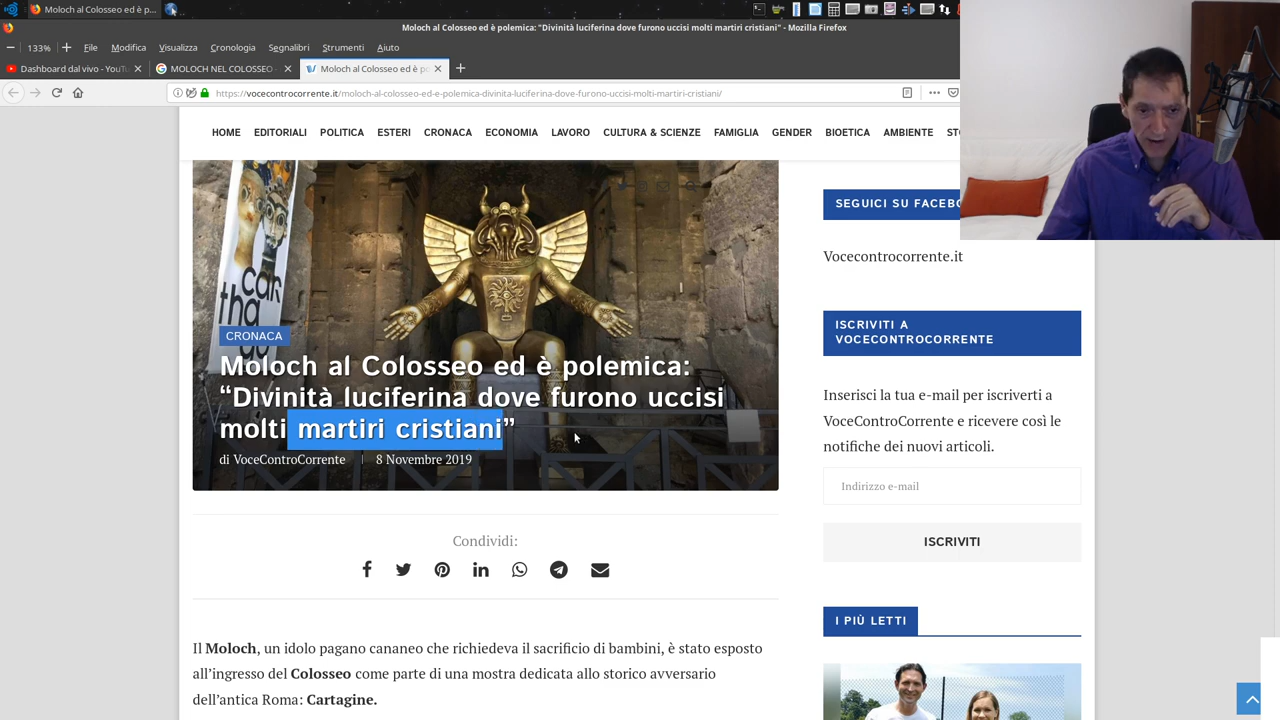 Moloch al Colosseo ed è p...
Moloch al Colosseo ed è polemica: "Divinità luciferina dove furono uccisi molti martiri cristiani" - Mozilla Firefox
133%
File
Modifica
Visualizza
Cronologia
Segnalibri
Strumenti
Aiuto
Dashboard dal vivo - YouTu
MOLOCH NEL COLOSSEO -
Moloch al Colosseo ed è po
https://vocecontrocorrente.it/moloch-al-colosseo-ed-e-polemica-divinita-luciferina-dove-furono-uccisi-molti-martiri-cristiani/
HOME EDITORIALI POLITICA ESTERI CRONACA ECONOMIA LAVORO CULTURA & SCIENZE FAMIGLIA GENDER BIOETICA AMBIENTE STO
car
tha
CRONACA
Moloch al Colosseo ed è polemica:
“Divinità luciferina dove furono uccisi
molti martiri cristiani”
di VoceControCorrente
8 Novembre 2019
Condividi:
Il Moloch, un idolo pagano cananeo che richiedeva il sacrificio di bambini, è stato esposto
all’ingresso del Colosseo come parte di una mostra dedicata allo storico avversario
dell’antica Roma: Cartagine.
SEGUICI SU FACEBO
Vocecontrocorrente.it
ISCRIVITI A
VOCECONTROCORRENTE
Inserisci la tua e-mail per iscriverti a
VoceControCorrente e ricevere così le
notifiche dei nuovi articoli.
Indirizzo e-mail
ISCRIVITI
I PIÙ LETTI